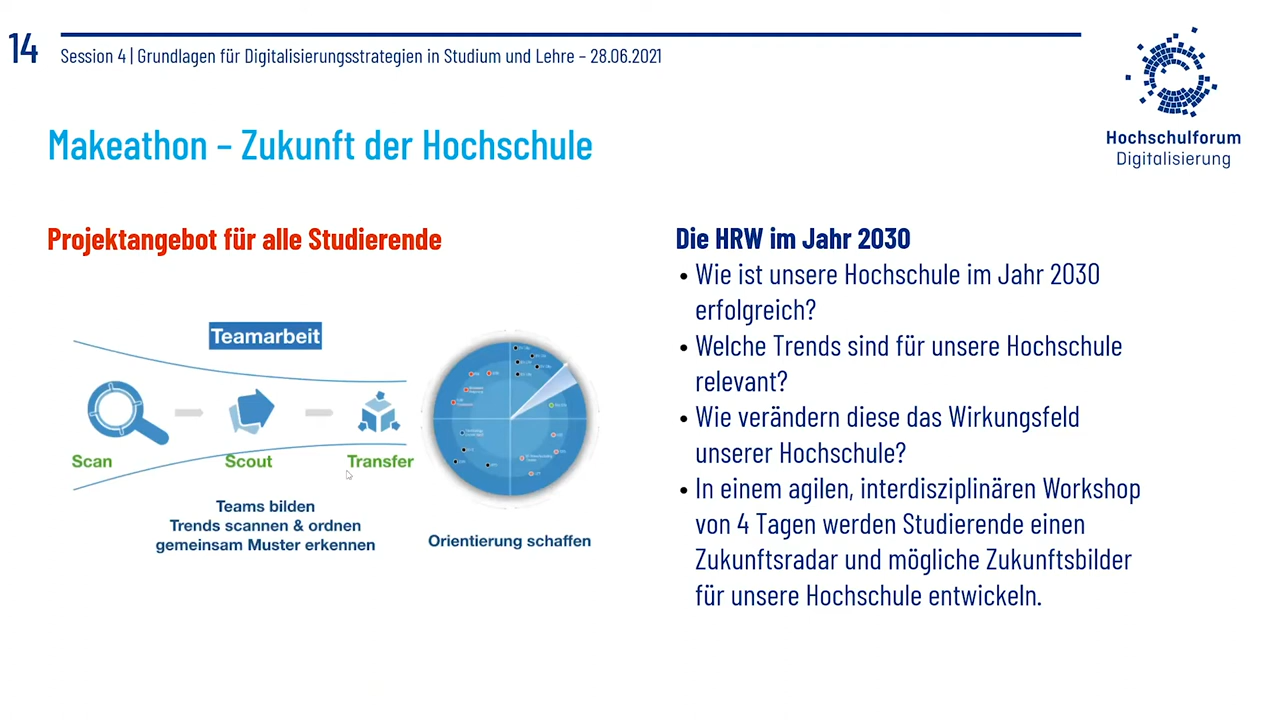 14
Session 4 | Grundlagen für Digitalisierungsstrategien in Studium und Lehre – 28.06.2021
Hochschulforum
Digitalisierung
Makeathon – Zukunft der Hochschule
Projektangebot für alle Studierende
Teamarbeit
Scan
Scout
Transfer
Teams bilden
Trends scannen & ordnen
gemeinsam Muster erkennen
Orientierung schaffen
Die HRW im Jahr 2030
• Wie ist unsere Hochschule im Jahr 2030
erfolgreich?
• Welche Trends sind für unsere Hochschule
relevant?
• Wie verändern diese das Wirkungsfeld
unserer Hochschule?
• In einem agilen, interdisziplinären Workshop
von 4 Tagen werden Studierende einen
Zukunftsradar und mögliche Zukunftsbilder
für unsere Hochschule entwickeln.